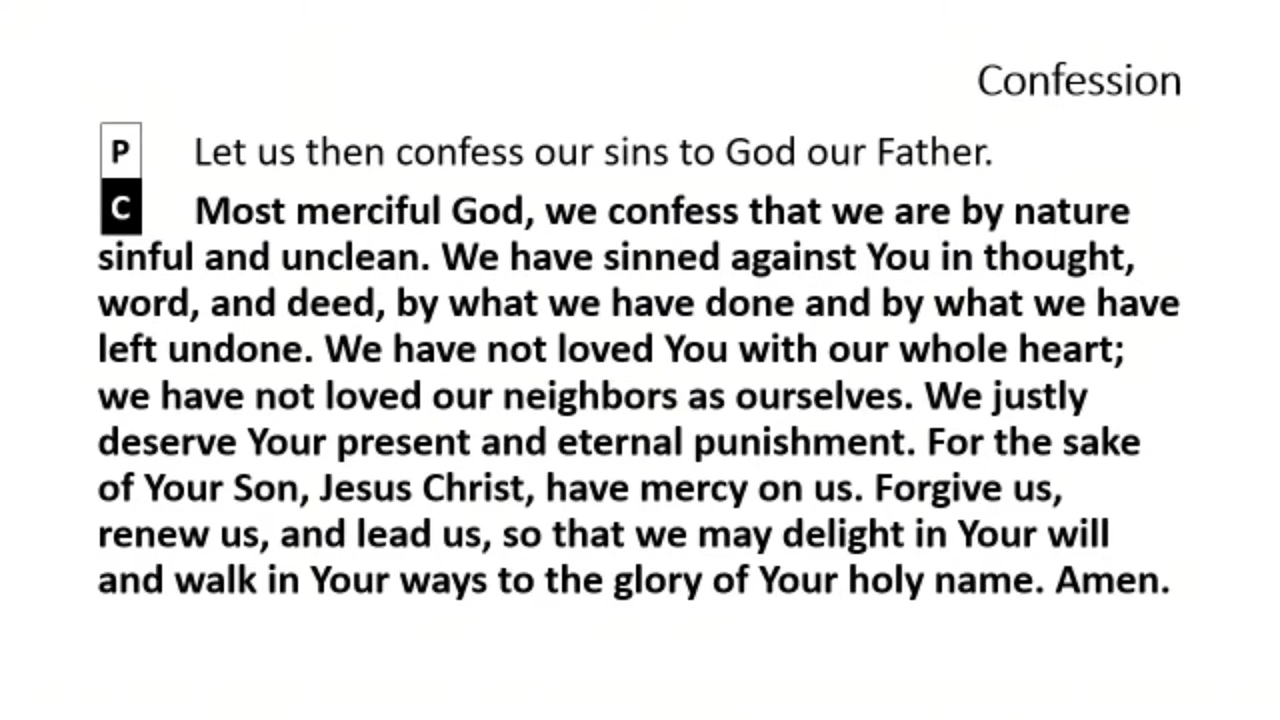 Confession
P Let us then confess our sins to God our Father.
C Most merciful God, we confess that we are by nature
sinful and unclean. We have sinned against You in thought,
word, and deed, by what we have done and by what we have
left undone. We have not loved You with our whole heart;
we have not loved our neighbors as ourselves. We justly
deserve Your present and eternal punishment. For the sake
of Your Son, Jesus Christ, have mercy on us. Forgive us,
renew us, and lead us, so that we may delight in Your will
and walk in Your ways to the glory of Your holy name. Amen.